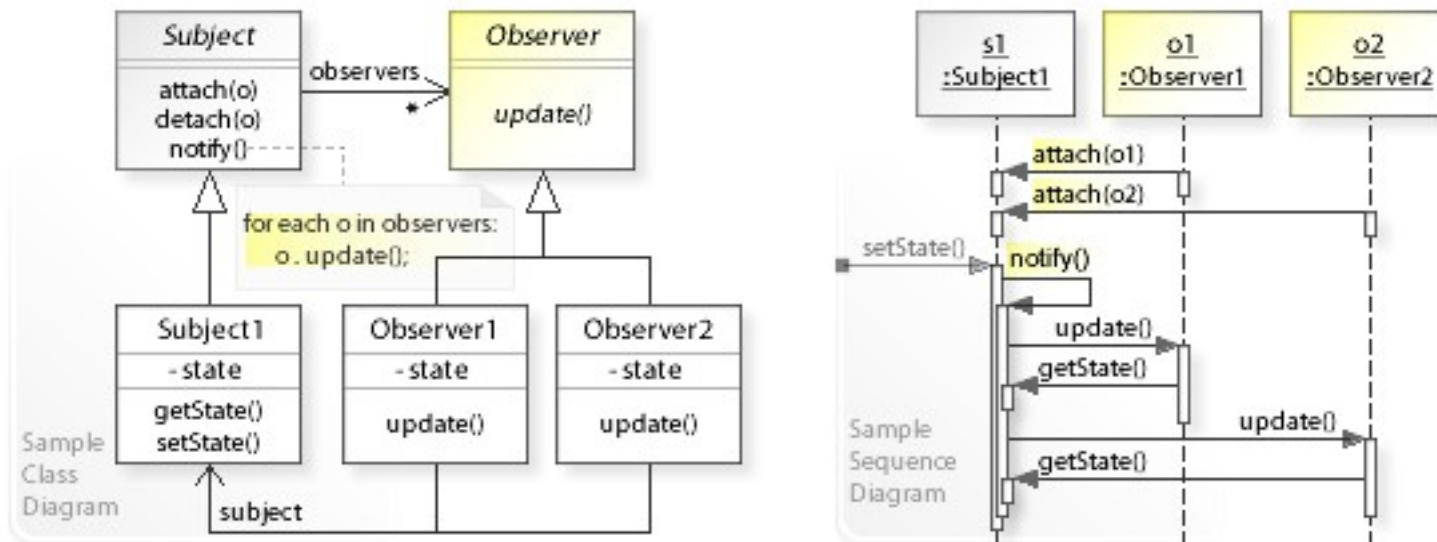 Subject
attach(o)
detach(o)
notify()
observers
*
Observer
update()
for each o in observers:
o . update();
Subject1
- state
getState()
setState()
Observer1
- state
update()
Observer2
- state
update()
subject
Sample
Class
Diagram
s1
:Subject1
o1
:Observer1
o2
:Observer2
attach(o1)
attach(o2)
setState()
notify()
update()
getState()
update()
getState()
Sample
Sequence
Diagram